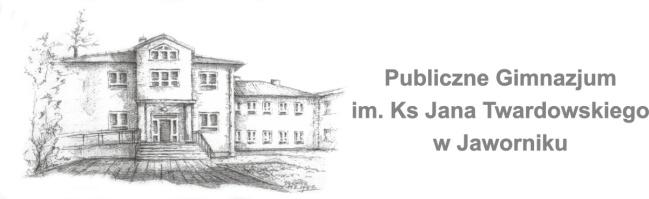 Publiczne Gimnazjum
im. Ks Jana Twardowskiego
w Jaworniku